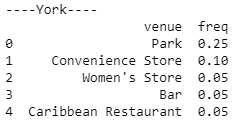 ----York----
venue freq
0 Park 0.25
1 Convenience Store 0.10
2 Women's Store 0.05
3 Bar 0.05
4 Caribbean Restaurant 0.05